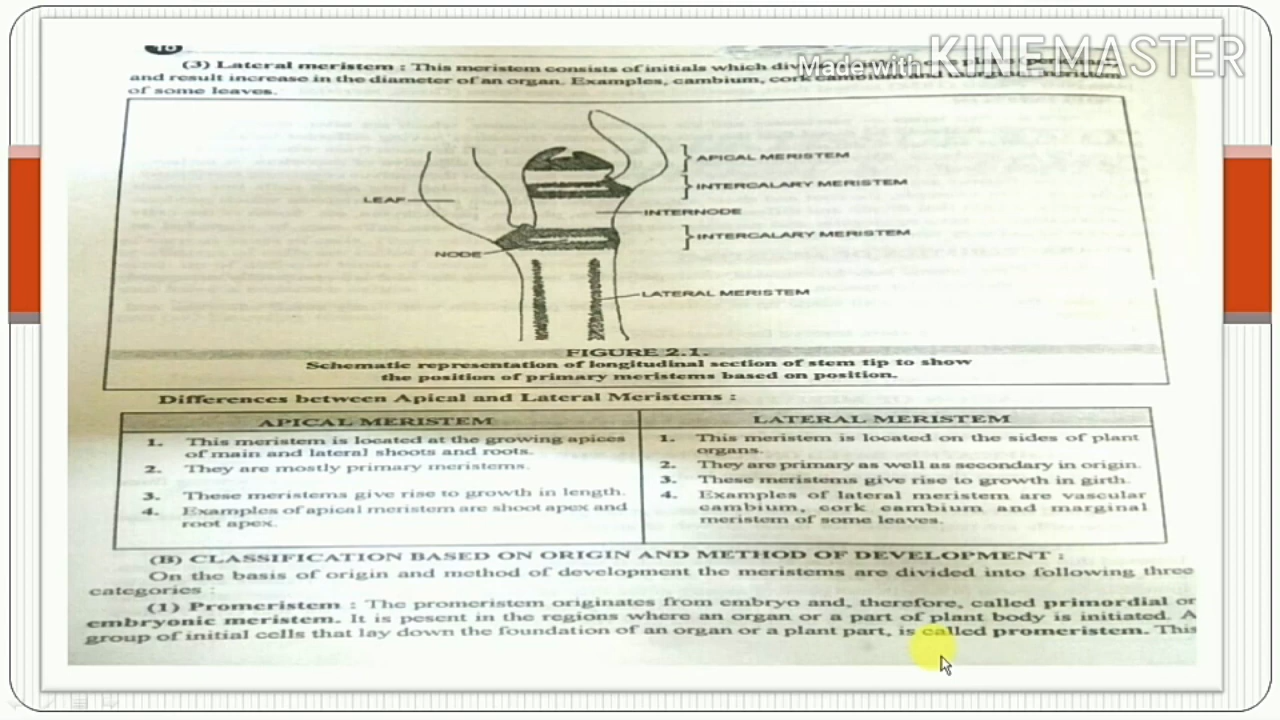 18
(3) Lateral meristem : This meristem consists of initials which
Made with KINEMASTER
and result increase in the diameter of an organ. Examples, cambium, cork
of some leaves.
APICAL MERISTEM
INTERCALARY MERISTEM
LEAF
INTERNODE
INTERCALARY MERISTEM
NODE
LATERAL MERISTEM
FIGURE 2.1.
Schematic representation of longitudinal section of stem tip to show
the position of primary meristems based on position.
Differences between Apical and Lateral Meristems :
APICAL MERISTEM
1. This meristem is located at the growing apices
of main and lateral shoots and roots.
2. They are mostly primary meristems.
3. These meristems give rise to growth in length.
4. Examples of apical meristem are shoot apex and
root apex.
LATERAL MERISTEM
1. This meristem is located on the sides of plant
organs.
2. They are primary as well as secondary in origin.
3. These meristems give rise to growth in girth.
4. Examples of lateral meristem are vascular
cambium, cork cambium and marginal
meristem of some leaves.
(B) CLASSIFICATION BASED ON ORIGIN AND METHOD OF DEVELOPMENT :
On the basis of origin and method of development the meristems are divided into following three
categories :
(1) Promeristem : The promeristem originates from embryo and, therefore, called primordial or
embryonic meristem. It is pesent in the regions where an organ or a part of plant body is initiated. A
group of initial cells that lay down the foundation of an organ or a plant part, is called promeristem. This